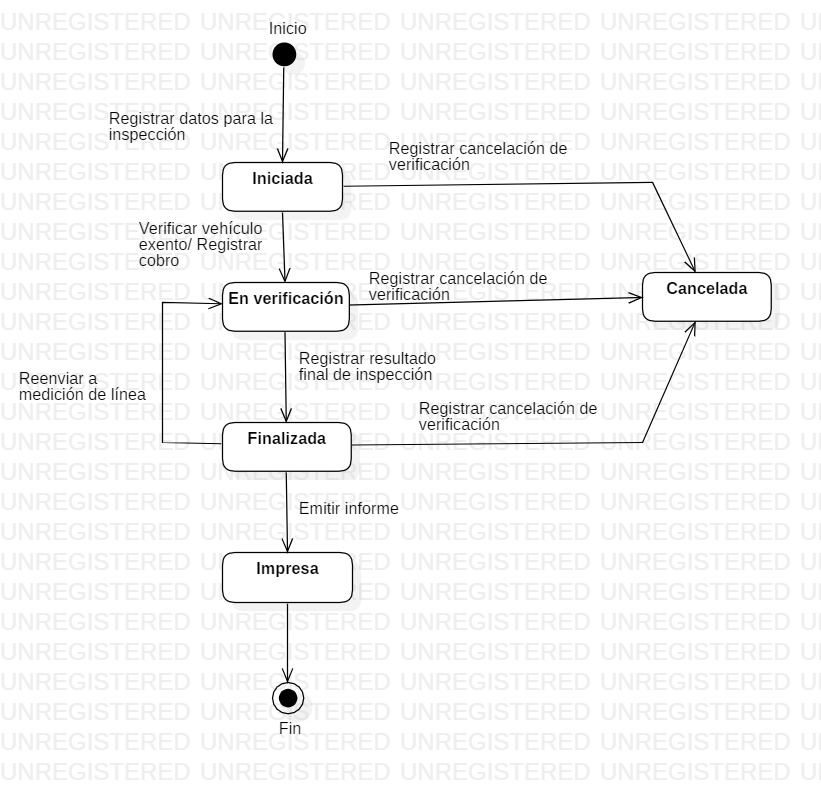 Inicio
Registrar datos para la
inspección
Registrar cancelación de
verificación
Iniciada
Verificar vehículo
exento/ Registrar
cobro
Registrar cancelación de
verificación
Cancelada
En verificación
Registrar resultado
final de inspección
Reenviar a
medición de línea
Registrar cancelación de
verificación
Finalizada
Emitir informe
Impresa
Fin
UNREGISTERED